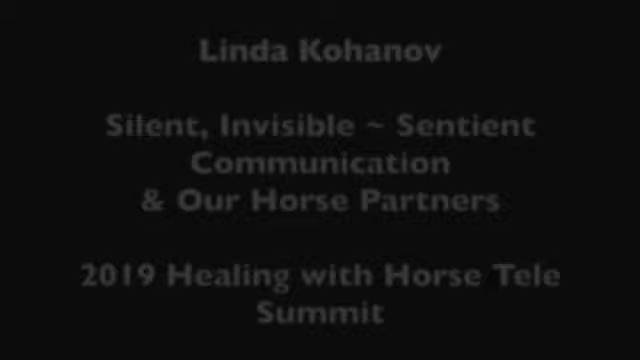 Linda Kohanov
Silent, Invisible ~ Sentient
Communication
& Our Horse Partners
2019 Healing with Horse Tele
Summit